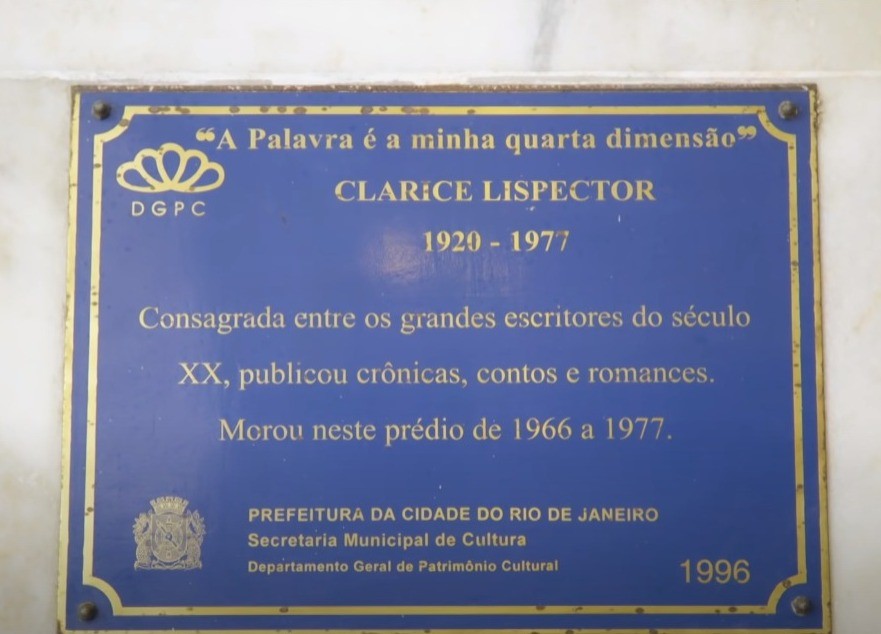 “A Palavra é a minha quarta dimensão”
DGPC
CLARICE LISPECTOR
1920 - 1977
Consagrada entre os grandes escritores do século
XX, publicou crônicas, contos e romances.
Morou neste prédio de 1966 a 1977.
PREFEITURA DA CIDADE DO RIO DE JANEIRO
Secretaria Municipal de Cultura
Departamento Geral de Patrimônio Cultural
1996